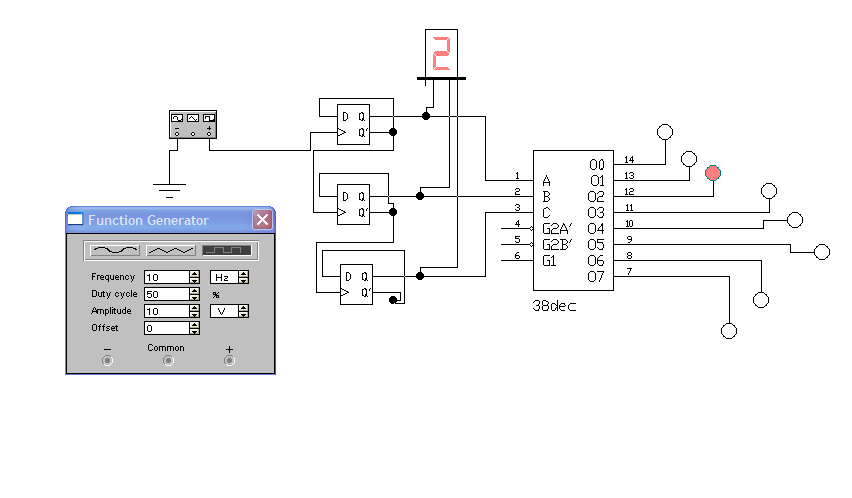 2
D Q
Q'
D Q
Q'
D Q
Q'
− +
1 A O0 14
O1 13
2 B O2 12
3 C O3 11
4 G2A' O4 10
5 G2B' O5 9
6 G1 O6 8
O7 7
38dec
Function Generator
Frequency 10 Hz
Duty cycle 50 %
Amplitude 10 V
Offset 0
− Common +